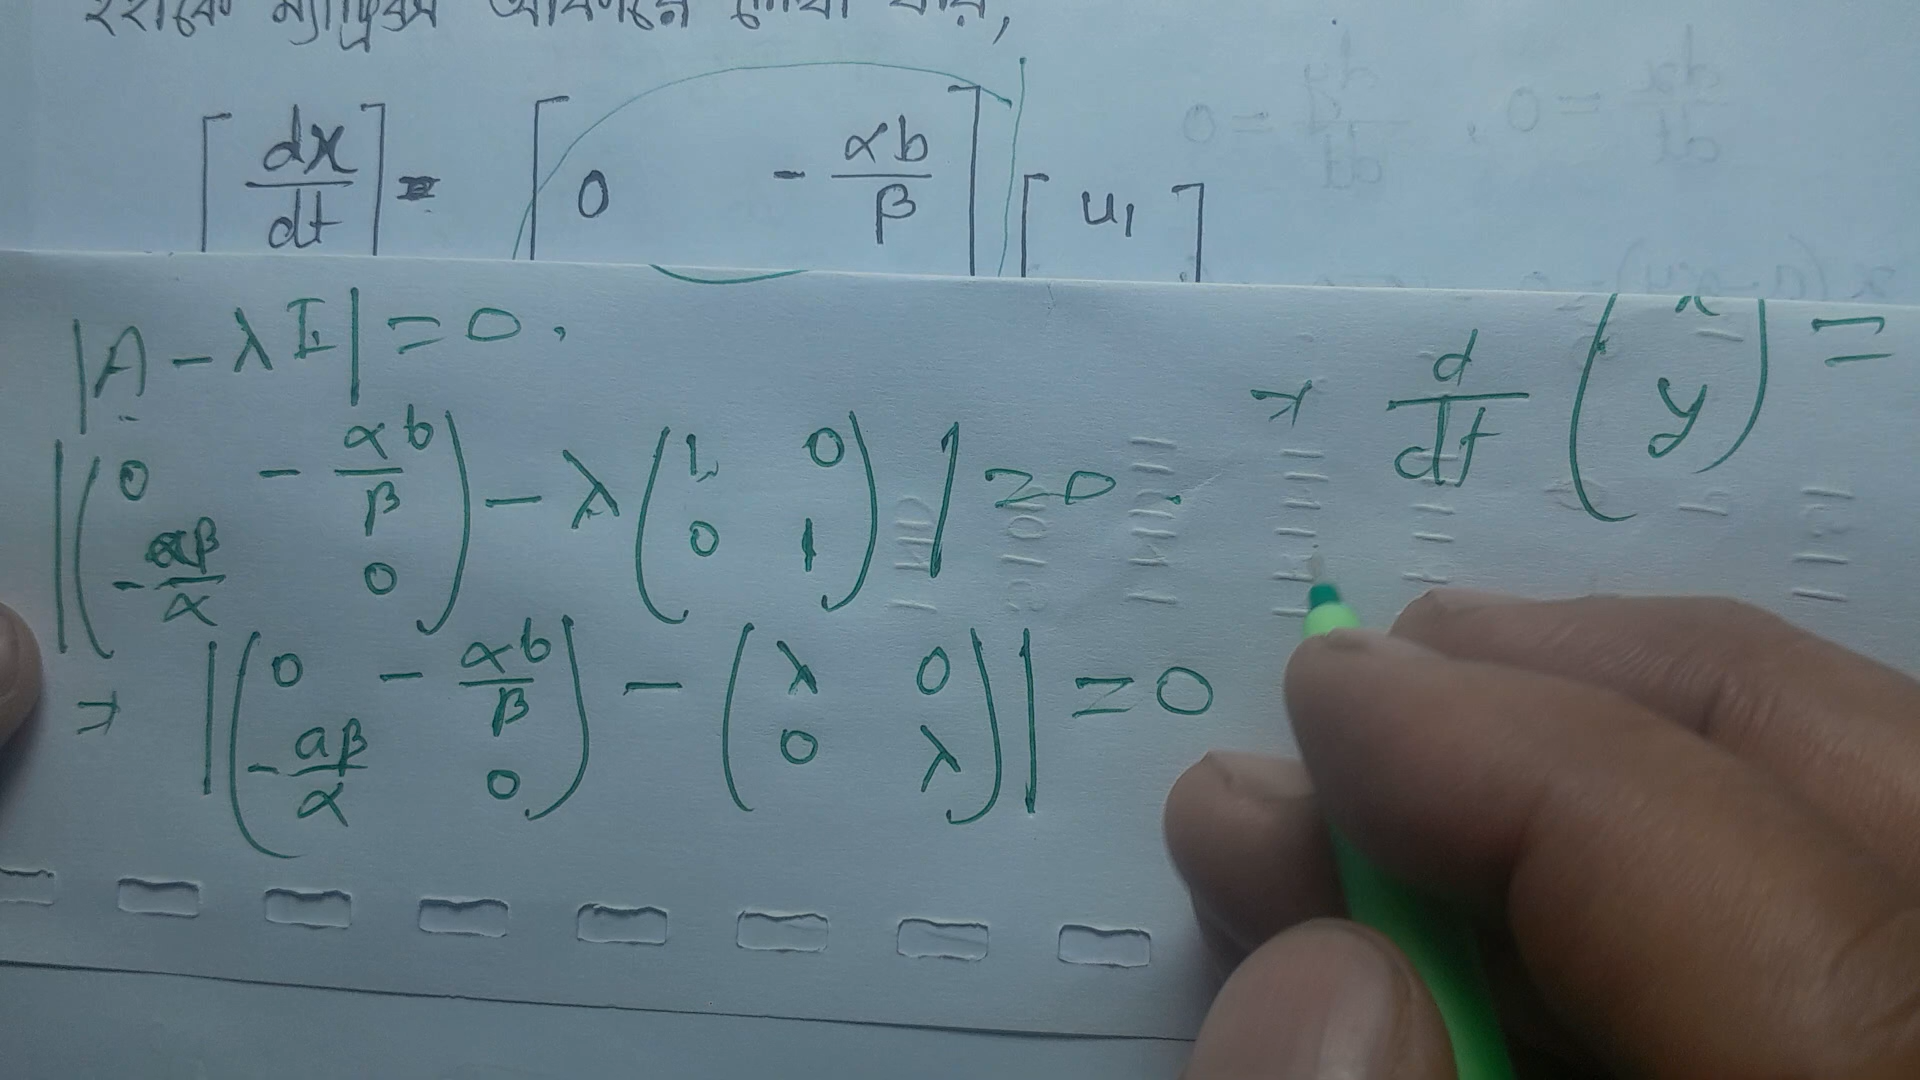 ম্যাট্রিক্স আকারে লেখা যায়,
[dx/dt] = [0 - αb/β] [u₁]
|A - λI| = 0,
|(0 - αb/β; - aβ/α 0) - λ(1 0; 0 1)| = 0.
⇒ |(0 - αb/β; - aβ/α 0) - (λ 0; 0 λ)| = 0
⇒ d/dt (x; y) =